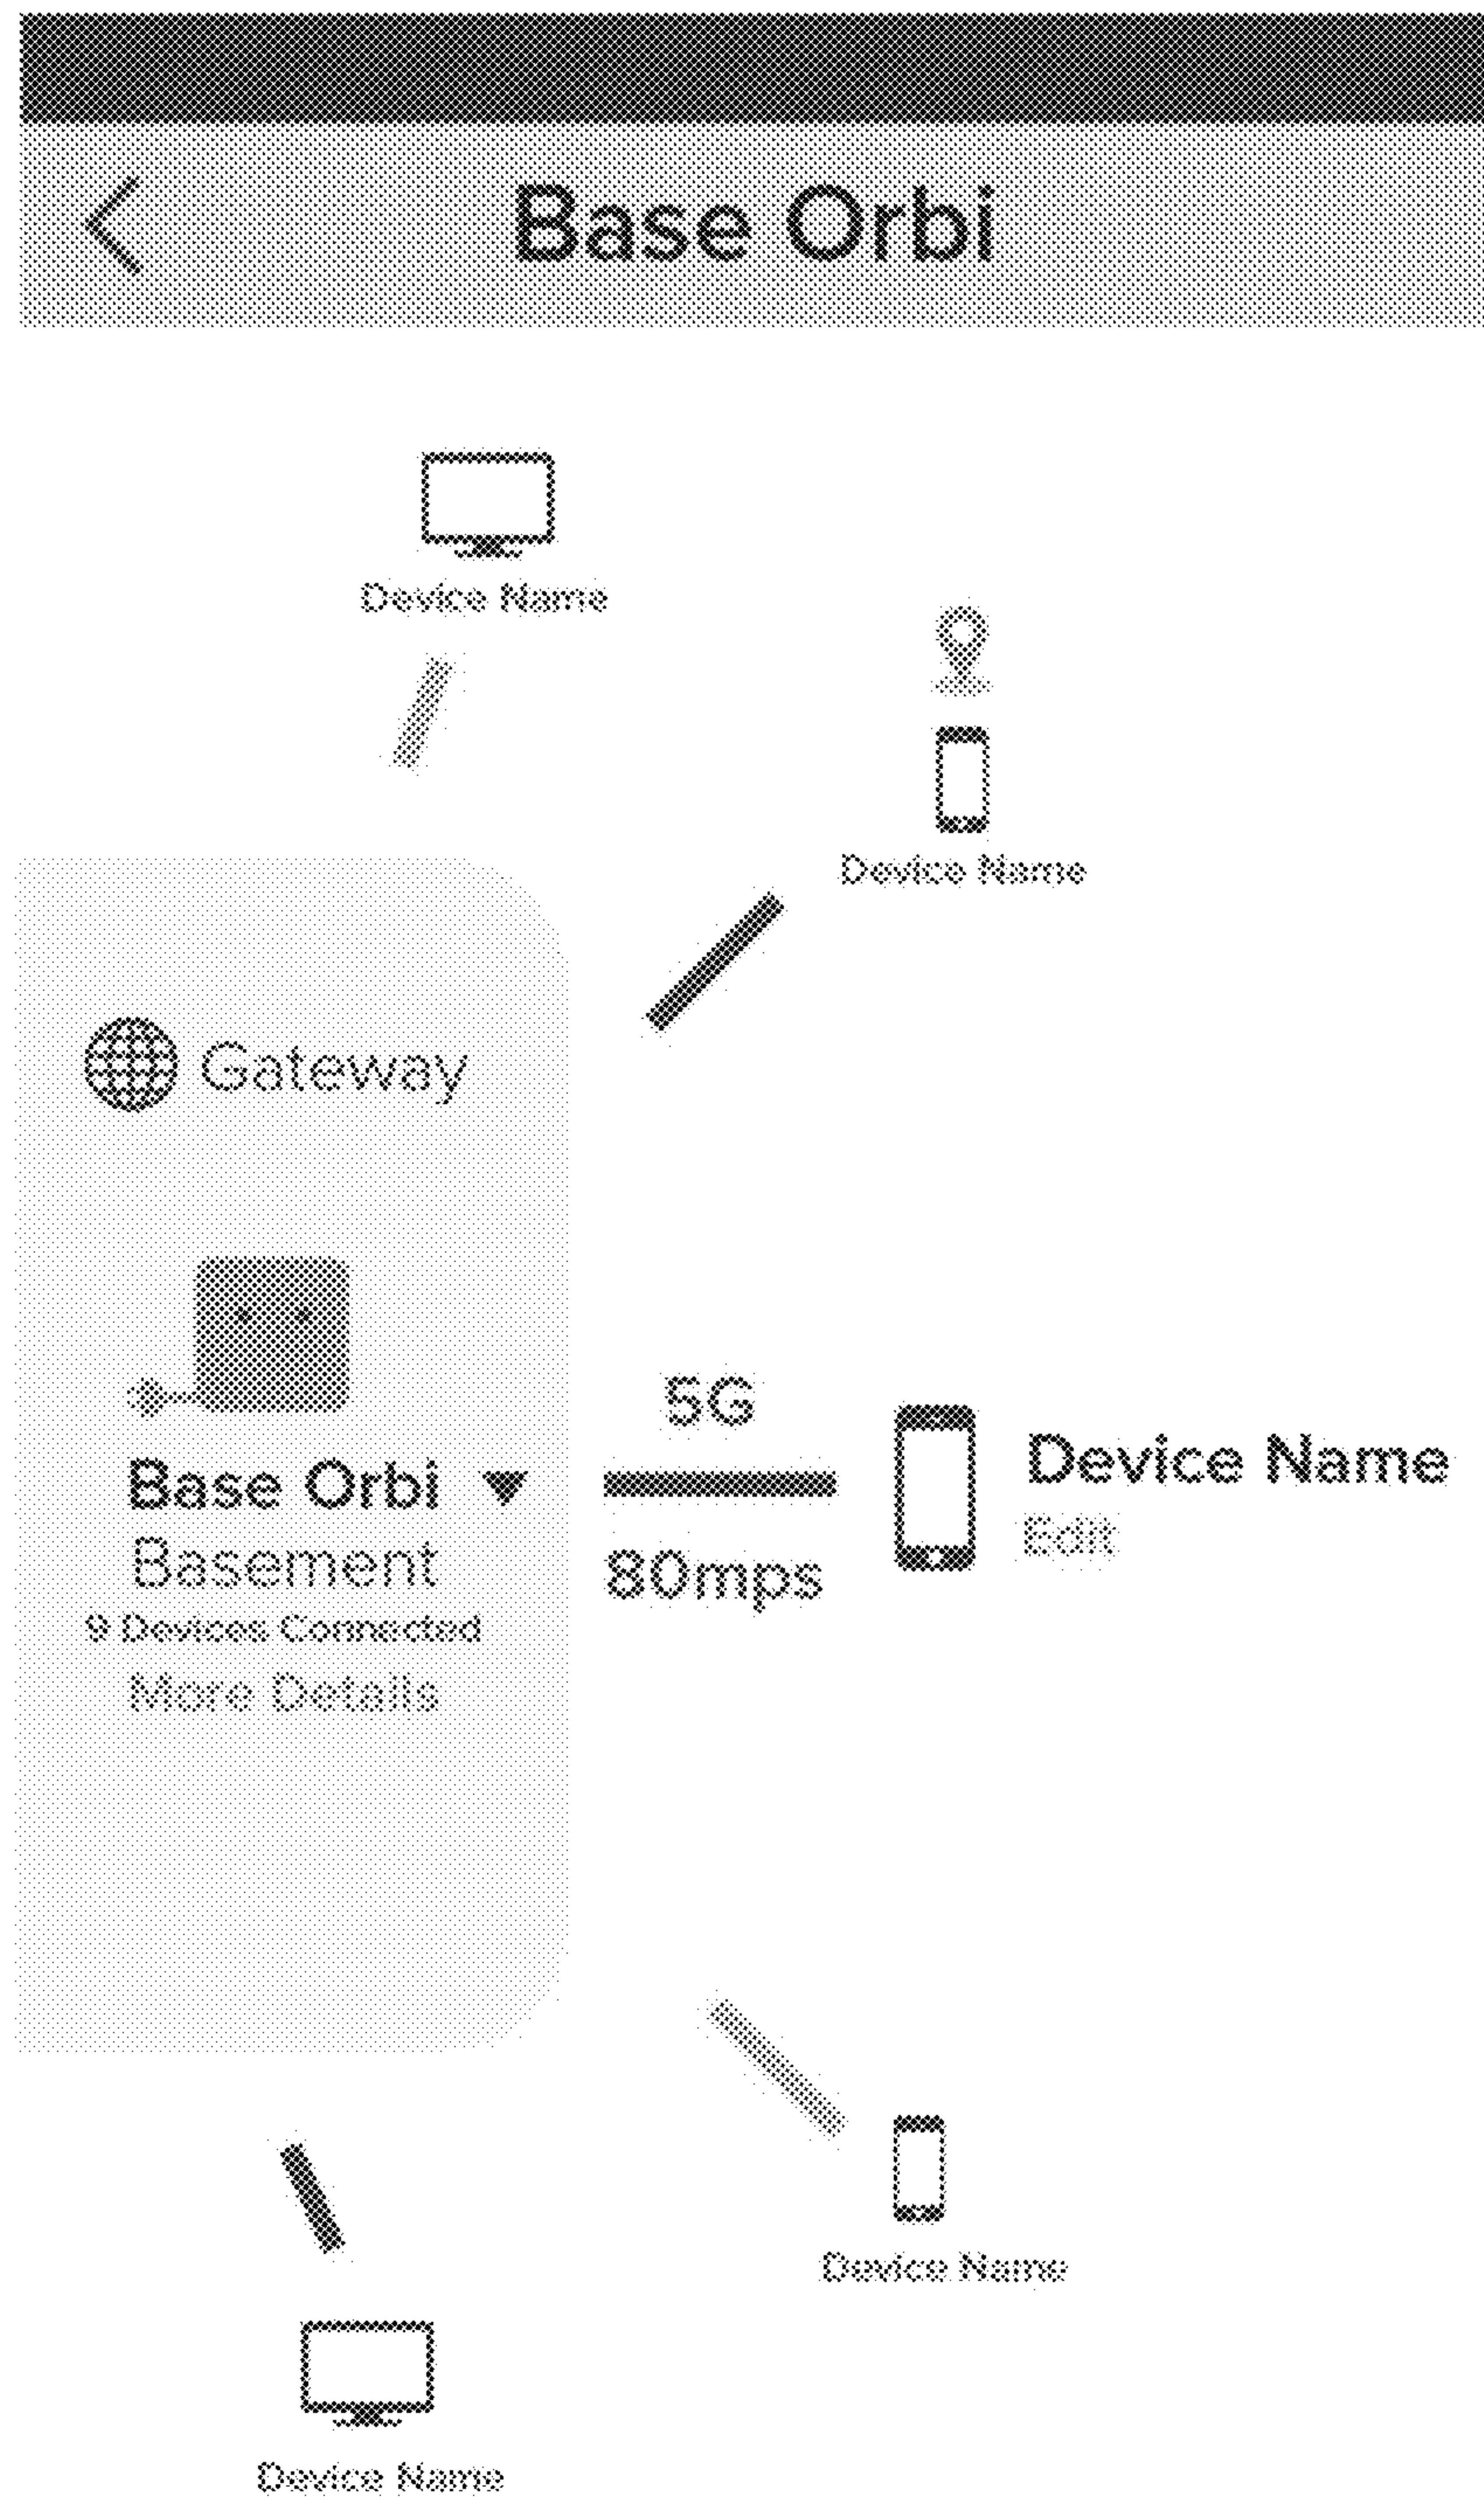 Base Orbi
Device Name
Device Name
Gateway
5G
Base Orbi
80mps
Device Name
Edit
Basement
9 Devices Connected
More Details
Device Name
Device Name